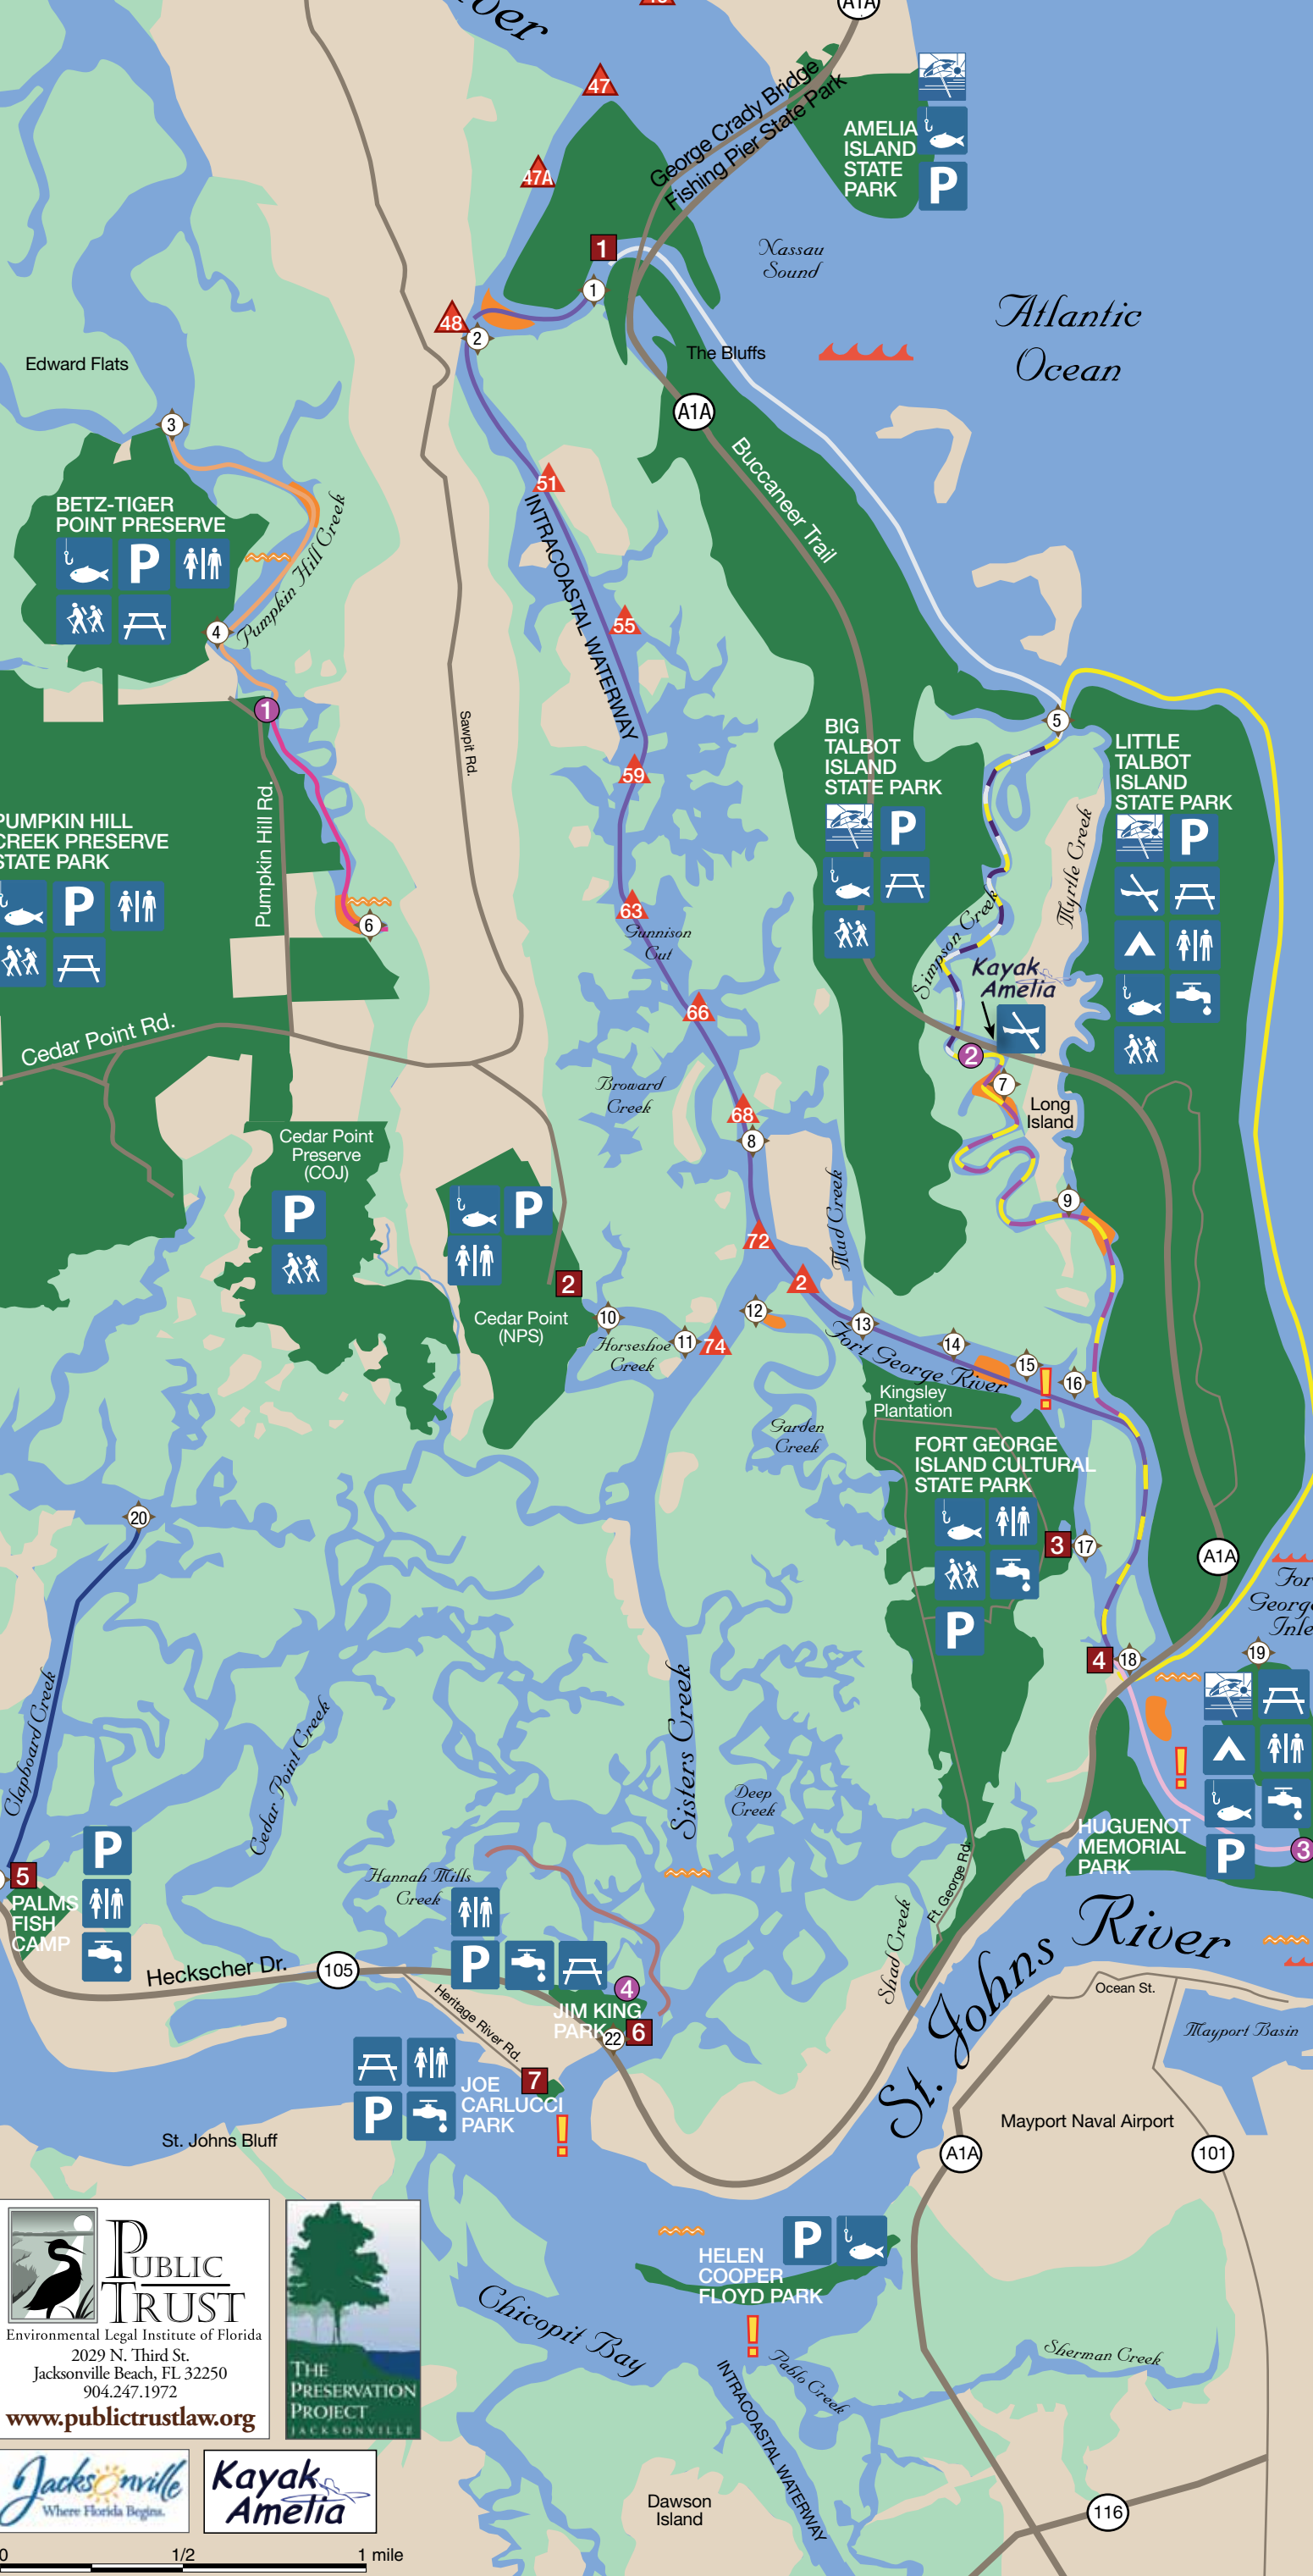 A1A
47
George Crady Bridge
Fishing Pier State Park
AMELIA
ISLAND
STATE
PARK
P
47A
1
Nassau
Sound
1
Atlantic
Ocean
48
2
The Bluffs
Edward Flats
A1A
3
Buccaneer Trail
51
BETZ-TIGER
POINT PRESERVE
P
INTRACOASTAL WATERWAY
Pumpkin Hill Creek
55
4
1
Sawpit Rd.
5
BIG
TALBOT
ISLAND
STATE PARK
P
LITTLE
TALBOT
ISLAND
STATE PARK
P
59
Pumpkin Hill Rd.
PUMPKIN HILL
CREEK PRESERVE
STATE PARK
P
Myrtle Creek
63
6
Gunnison
Cut
Simpson Creek
Kayak
Amelia
66
Cedar Point Rd.
2
7
Broward
Creek
Long
Island
68
8
Cedar Point
Preserve
(COJ)
P
P
Mud Creek
9
72
2
2
Cedar Point
(NPS)
10
12
13
Horseshoe
Creek
11
74
Fort George River
14
15
16
Kingsley
Plantation
Garden
Creek
FORT GEORGE
ISLAND CULTURAL
STATE PARK
P
20
3
17
A1A
For
George
Inle
4
18
19
Clapboard Creek
Cedar Point Creek
Sisters Creek
Deep
Creek
HUGUENOT
MEMORIAL
PARK
P
3
5
PALMS
FISH
CAMP
P
Hannah Mills
Creek
P
Ft. George Rd.
Shad Creek
St. Johns River
Heckscher Dr.
105
Heritage River Rd.
4
JIM KING
PARK
22
6
Ocean St.
Mayport Basin
7
JOE
CARLUCCI
PARK
P
Mayport Naval Airport
St. Johns Bluff
A1A
101
HELEN
COOPER
FLOYD PARK
P
Chicopit Bay
Pablo Creek
Sherman Creek
INTRACOASTAL WATERWAY
PUBLIC
TRUST
Environmental Legal Institute of Florida
2029 N. Third St.
Jacksonville Beach, FL 32250
904.247.1972
www.publictrustlaw.org
THE
PRESERVATION
PROJECT
JACKSONVILLE
Jacksonville
Where Florida Begins.
Kayak
Amelia
Dawson
Island
116
0 1/2 1 mile